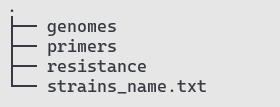 .
├── genomes
├── primers
├── resistance
└── strains_name.txt